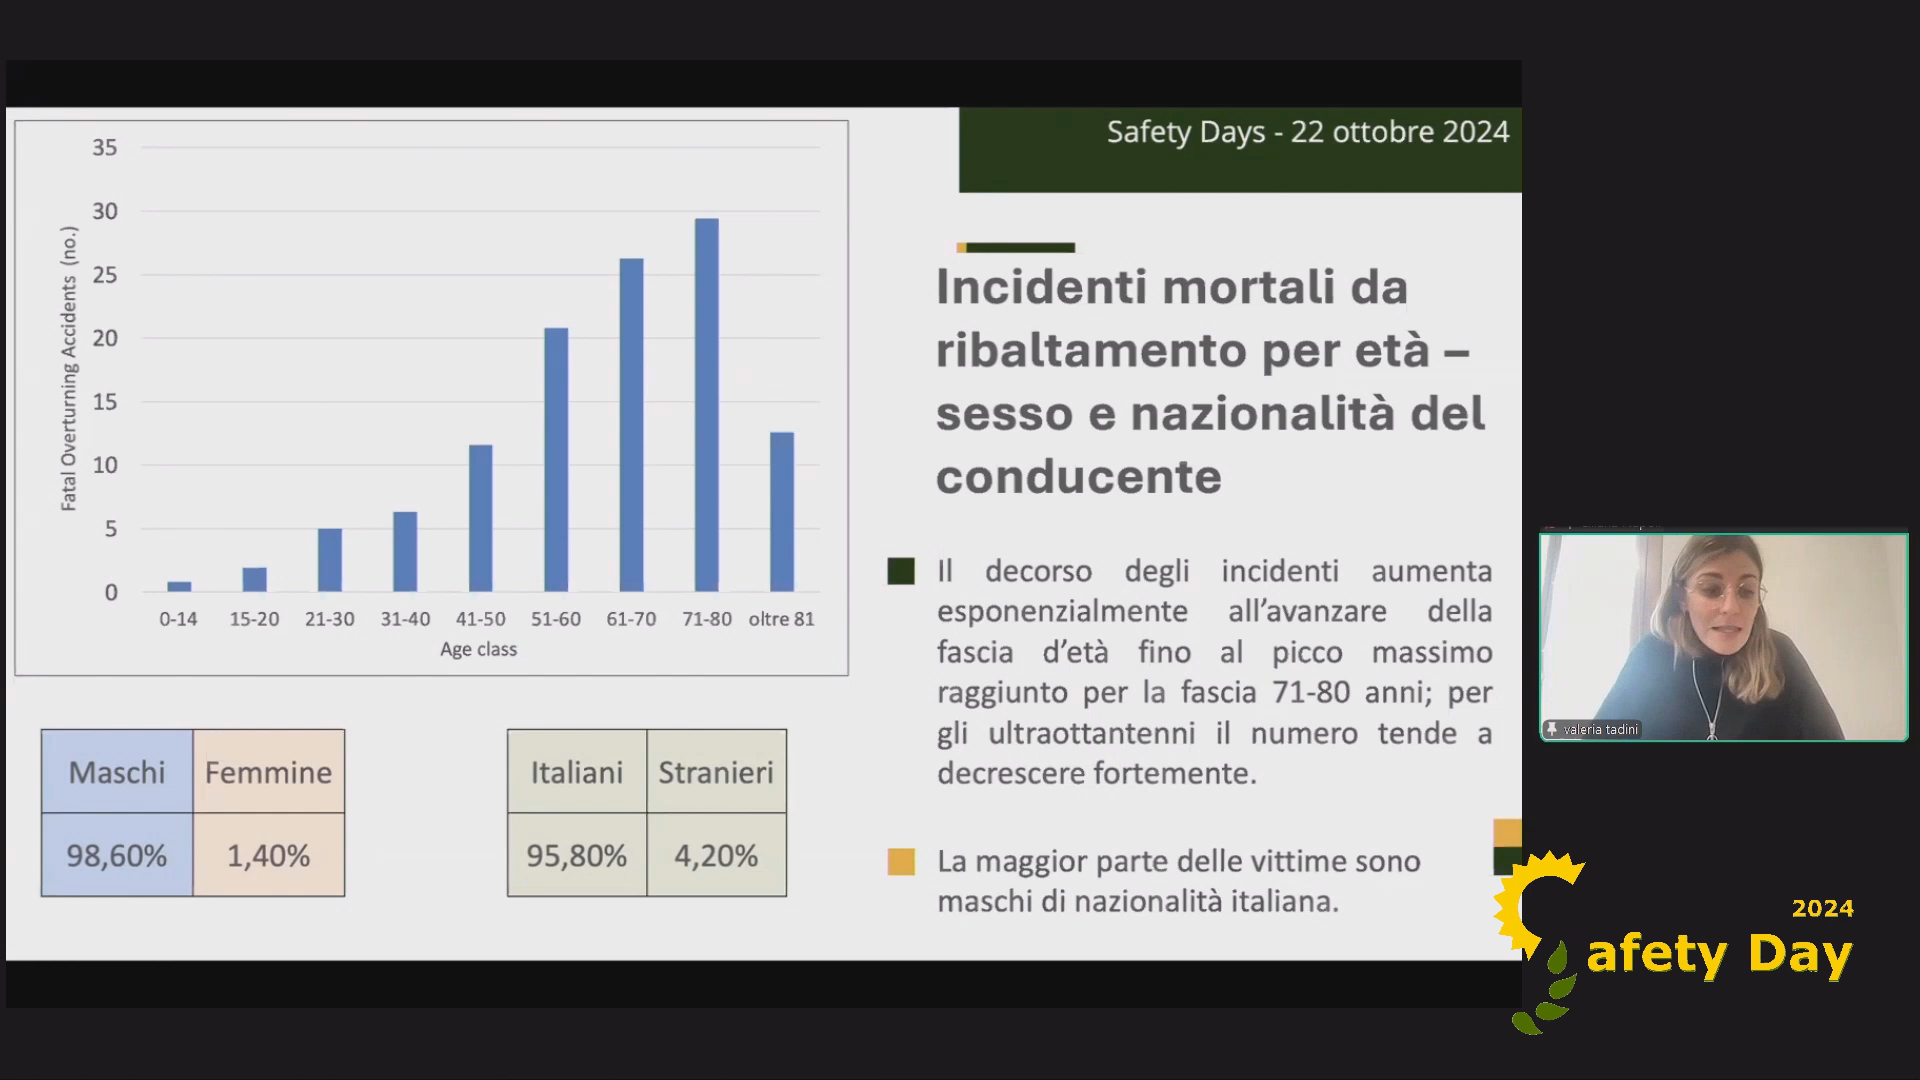 Safety Days - 22 ottobre 2024
35
30
25
20
15
10
5
0
Fatal Overturning Accidents (no.)
0-14 15-20 21-30 31-40 41-50 51-60 61-70 71-80 oltre 81
Age class
Maschi Femmine
98,60% 1,40%
Italiani Stranieri
95,80% 4,20%
Incidenti mortali da
ribaltamento per età –
sesso e nazionalità del
conducente
Il decorso degli incidenti aumenta
esponenzialmente all’avanzare della
fascia d’età fino al picco massimo
raggiunto per la fascia 71-80 anni; per
gli ultraottantenni il numero tende a
decrescere fortemente.
La maggior parte delle vittime sono
maschi di nazionalità italiana.
valeria tadini
2024
Safety Day